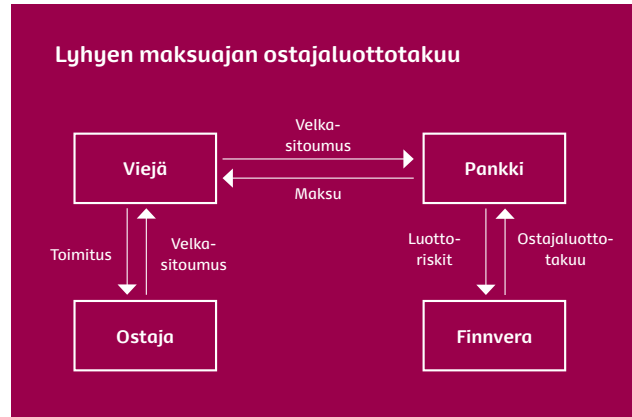 Lyhyen maksuajan ostajaluottotakuu
Velka-
sitoumus
Viejä
Pankki
Maksu
Toimitus
Velka-
sitoumus
Luotto-
riskit
Ostajaluotto-
takuu
Ostaja
Finnvera